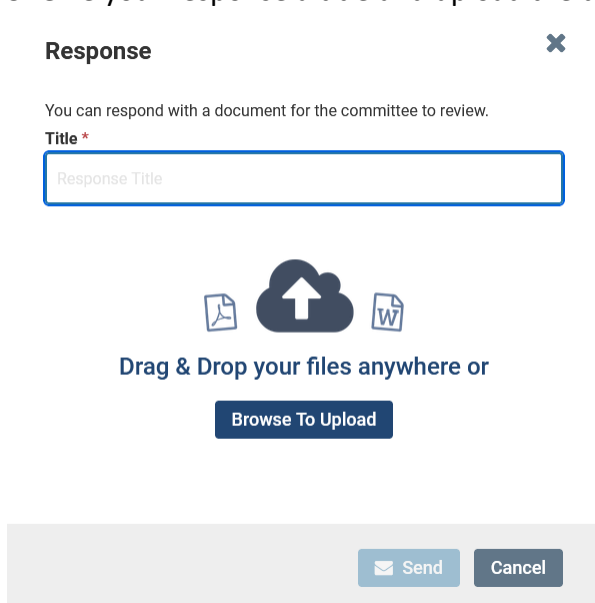 Response
You can respond with a document for the committee to review.
Title *
Response Title
W
Drag & Drop your files anywhere or
Browse To Upload
Send
Cancel